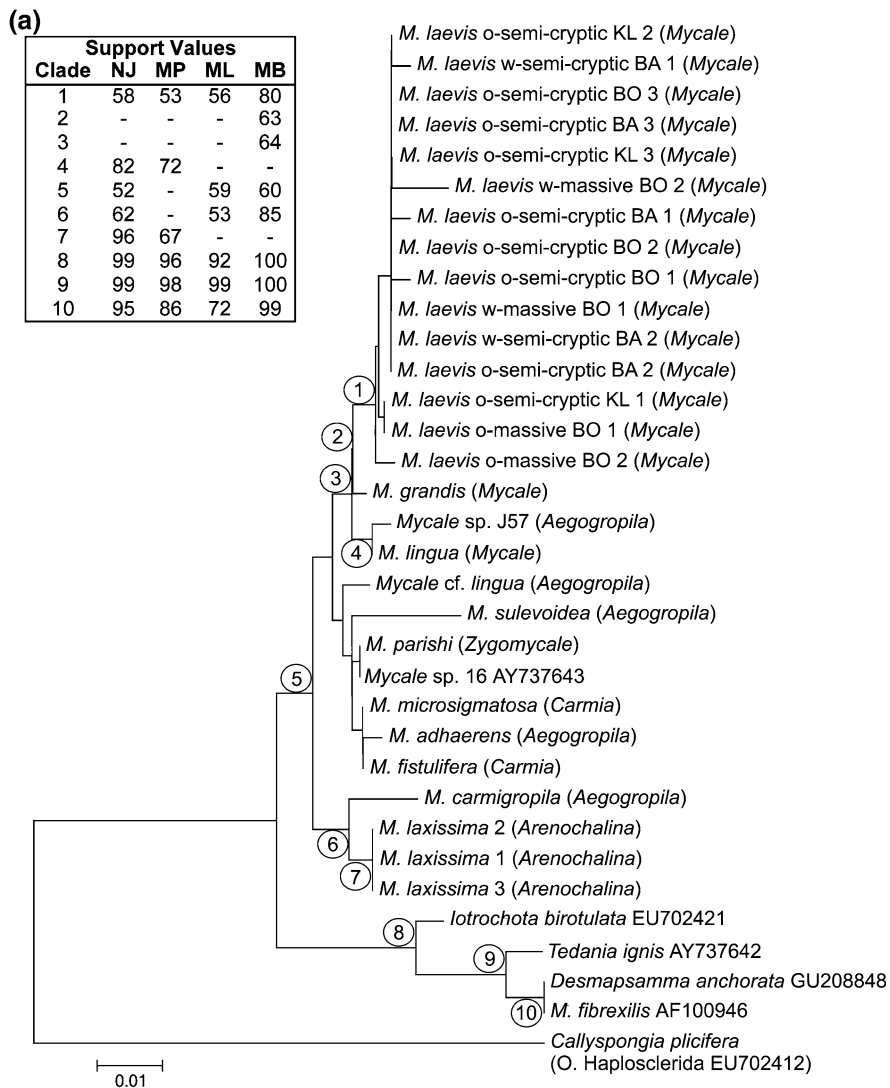 (a)
Support Values
Clade NJ MP ML MB
1 58 53 56 80
2 - - - 63
3 - - - 64
4 82 72 - -
5 52 - 59 60
6 62 - 53 85
7 96 67 - -
8 99 96 92 100
9 99 98 99 100
10 95 86 72 99
M. laevis o-semi-cryptic KL 2 (Mycale)
M. laevis w-semi-cryptic BA 1 (Mycale)
M. laevis o-semi-cryptic BO 3 (Mycale)
M. laevis o-semi-cryptic BA 3 (Mycale)
M. laevis o-semi-cryptic KL 3 (Mycale)
M. laevis w-massive BO 2 (Mycale)
M. laevis o-semi-cryptic BA 1 (Mycale)
M. laevis o-semi-cryptic BO 2 (Mycale)
M. laevis o-semi-cryptic BO 1 (Mycale)
M. laevis w-massive BO 1 (Mycale)
M. laevis w-semi-cryptic BA 2 (Mycale)
M. laevis o-semi-cryptic BA 2 (Mycale)
1
M. laevis o-semi-cryptic KL 1 (Mycale)
M. laevis o-massive BO 1 (Mycale)
2
M. laevis o-massive BO 2 (Mycale)
3
M. grandis (Mycale)
Mycale sp. J57 (Aegogropila)
4
M. lingua (Mycale)
Mycale cf. lingua (Aegogropila)
M. sulevoidea (Aegogropila)
M. parishi (Zygomycale)
5
Mycale sp. 16 AY737643
M. microsigmatosa (Carmia)
M. adhaerens (Aegogropila)
M. fistulifera (Carmia)
M. carmigropila (Aegogropila)
M. laxissima 2 (Arenochalina)
6
M. laxissima 1 (Arenochalina)
7
M. laxissima 3 (Arenochalina)
Iotrochota birotulata EU702421
8
Tedania ignis AY737642
9
Desmapsamma anchorata GU208848
10
M. fibrexilis AF100946
Callyspongia plicifera
(O. Haplosclerida EU702412)
0.01